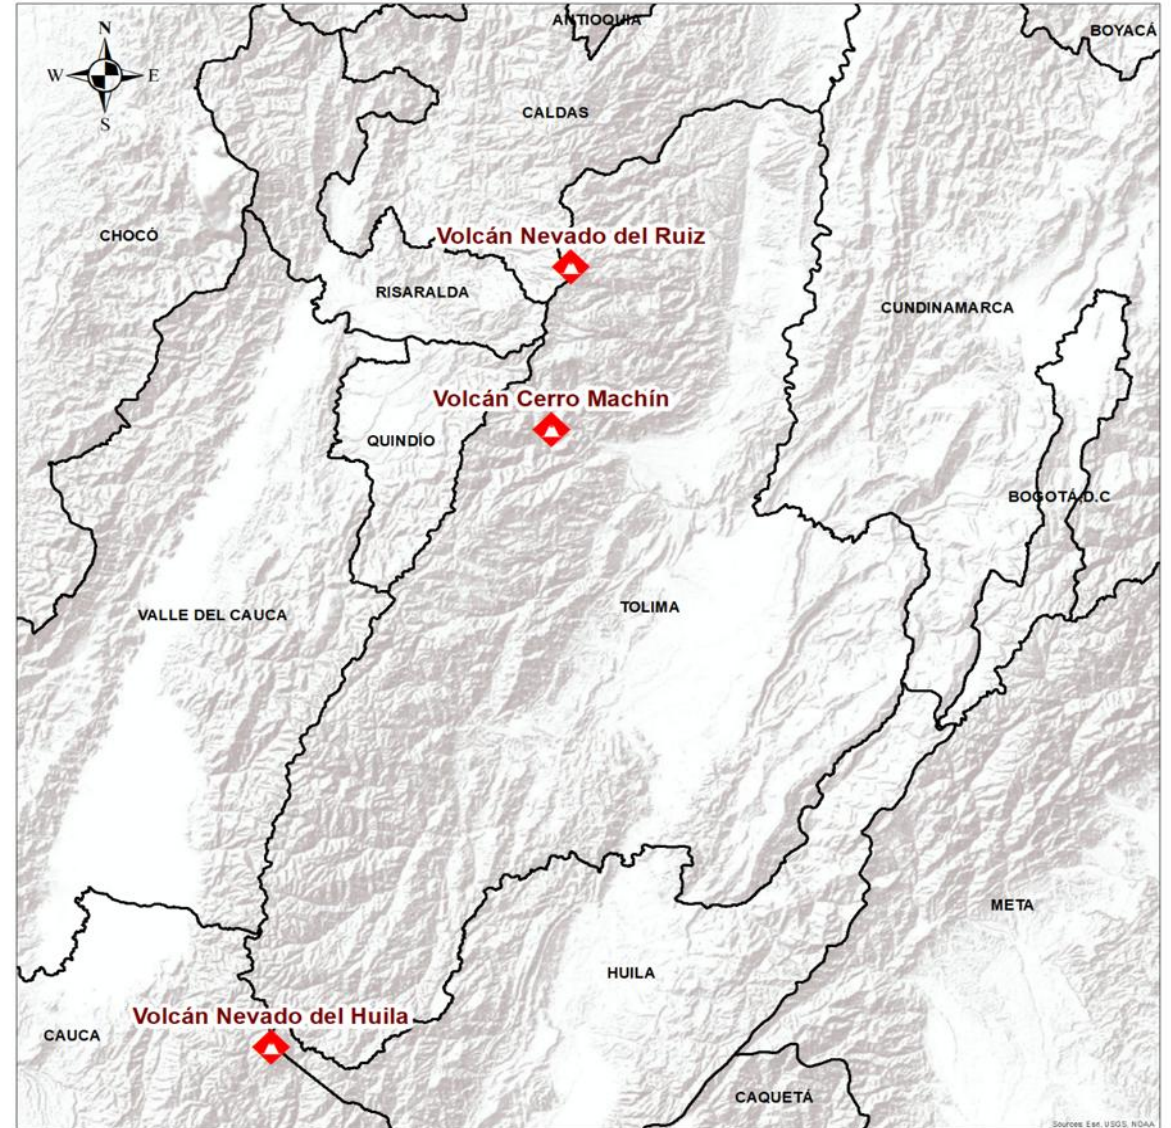 ANTIOQUIA
BOYACÁ
N
W
E
S
CALDAS
CHOCÓ
Volcán Nevado del Ruiz
RISARALDA
CUNDINAMARCA
Volcán Cerro Machín
QUINDÍO
BOGOTÁ,D.C
VALLE DEL CAUCA
TOLIMA
META
HUILA
Volcán Nevado del Huila
CAUCA
CAQUETÁ
Sources: Esri, USGS, NOAA